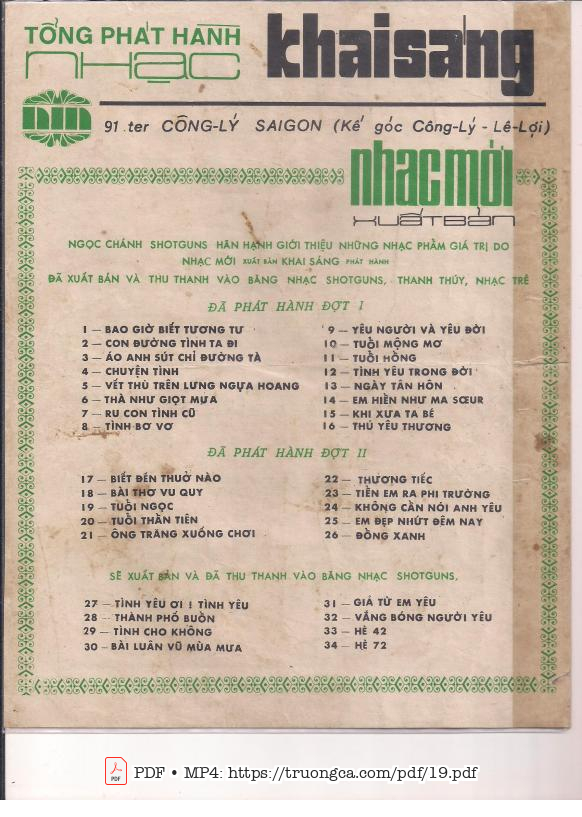 TỔNG PHÁT HÀNH
NHẠC
khaisáng
91 ter CÔNG-LÝ SAIGON (Kế góc Công-Lý - Lê-Lợi)
nhạcmới
XUẤTBẢN
NGỌC CHÁNH SHOTGUNS HÂN HẠNH GIỚI THIỆU NHỮNG NHẠC PHẨM GIÁ TRỊ DO
NHẠC MỚI XUẤT BẢN KHAI SÁNG PHÁT HÀNH
ĐÃ XUẤT BẢN VÀ THU THANH VÀO BĂNG NHẠC SHOTGUNS, THANH THÚY, NHẠC TRẺ
ĐÃ PHÁT HÀNH ĐỢT I
1 — BAO GIỜ BIẾT TƯƠNG TƯ
2 — CON ĐƯỜNG TÌNH TA ĐI
3 — ÁO ANH SÚT CHỈ ĐƯỜNG TÀ
4 — CHUYỆN TÌNH
5 — VẾT THÙ TRÊN LƯNG NGỰA HOANG
6 — THÀ NHƯ GIỌT MƯA
7 — RU CON TÌNH CŨ
8 — TÌNH BƠ VƠ
9 — YÊU NGƯỜI VÀ YÊU ĐỜI
10 — TUỔI MỘNG MƠ
11 — TUỔI HỒNG
12 — TÌNH YÊU TRONG ĐỜI
13 — NGÀY TÂN HÔN
14 — EM HIỀN NHƯ MA SŒUR
15 — KHI XƯA TA BÉ
16 — THÚ YÊU THƯƠNG
ĐÃ PHÁT HÀNH ĐỢT II
17 — BIẾT ĐẾN THUỞ NÀO
18 — BÀI THƠ VU QUY
19 — TUỔI NGỌC
20 — TUỔI THẦN TIÊN
21 — ÔNG TRĂNG XUỐNG CHƠI
22 — THƯƠNG TIẾC
23 — TIỄN EM RA PHI TRƯỜNG
24 — KHÔNG CẦN NÓI ANH YÊU
25 — EM ĐẸP NHỨT ĐÊM NAY
26 — ĐỒNG XANH
SẼ XUẤT BẢN VÀ ĐÃ THU THANH VÀO BĂNG NHẠC SHOTGUNS.
27 — TÌNH YÊU ƠI ! TÌNH YÊU
28 — THÀNH PHỐ BUỒN
29 — TÌNH CHO KHÔNG
30 — BÀI LUÂN VŨ MÙA MƯA
31 — GIÃ TỪ EM YÊU
32 — VẮNG BÓNG NGƯỜI YÊU
33 — HÈ 42
34 — HÈ 72
PDF • MP4: https://truongca.com/pdf/19.pdf